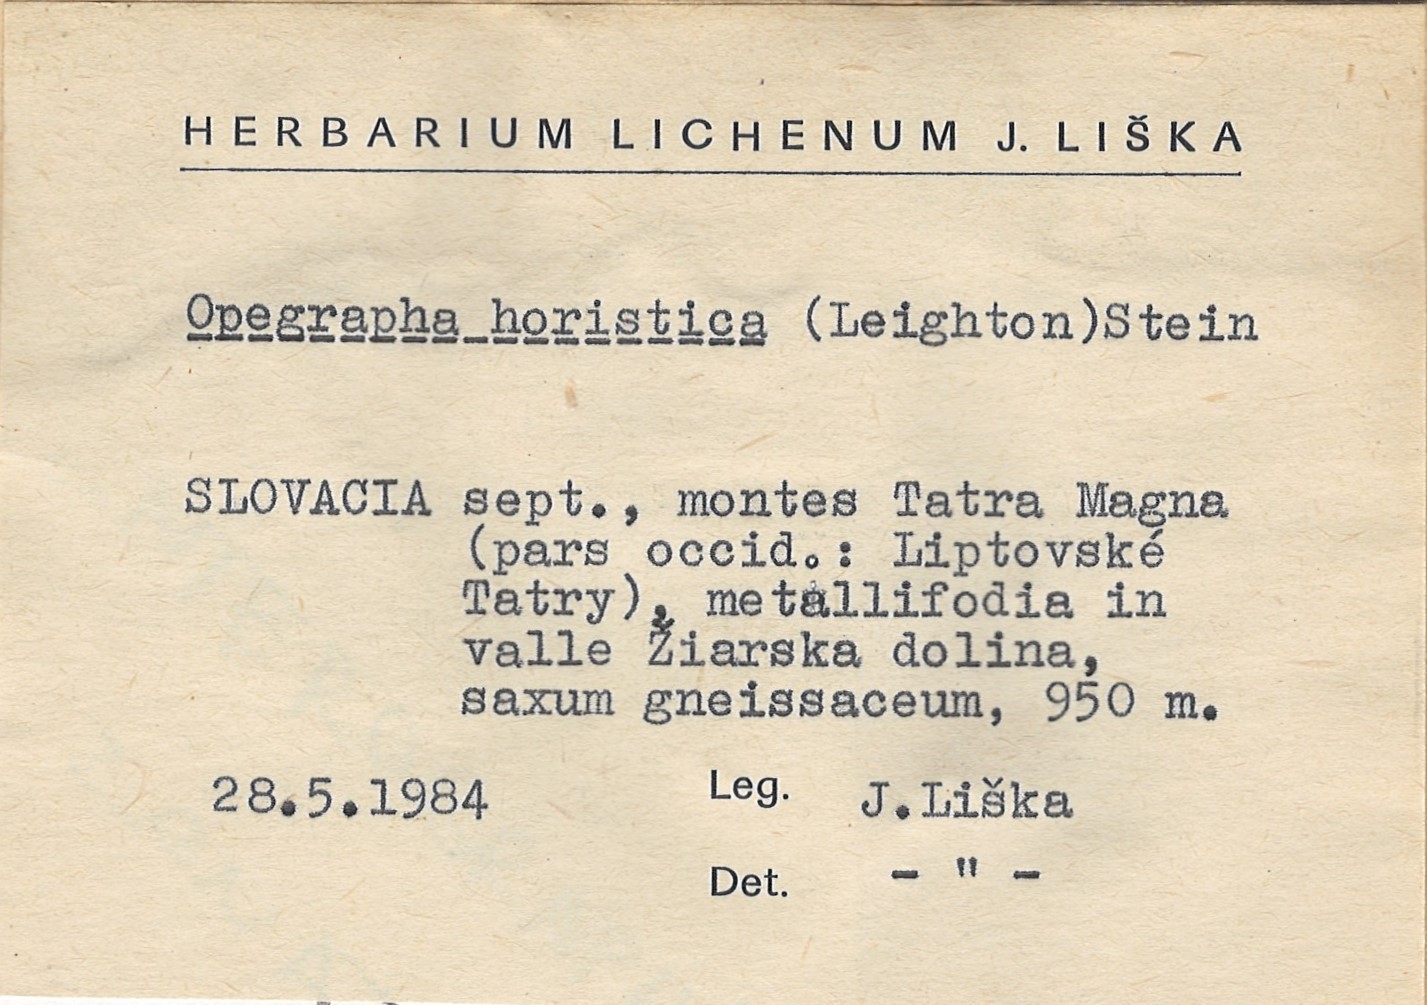 HERBARIUM LICHENUM J. LIŠKA
Opegrapha horistica (Leighton)Stein
SLOVACIA sept., montes Tatra Magna
(pars occid.: Liptovské
Tatry), metallifodia in
valle Žiarska dolina,
saxum gneissaceum, 950 m.
28.5.1984 Leg. J.Liška
Det. - " -